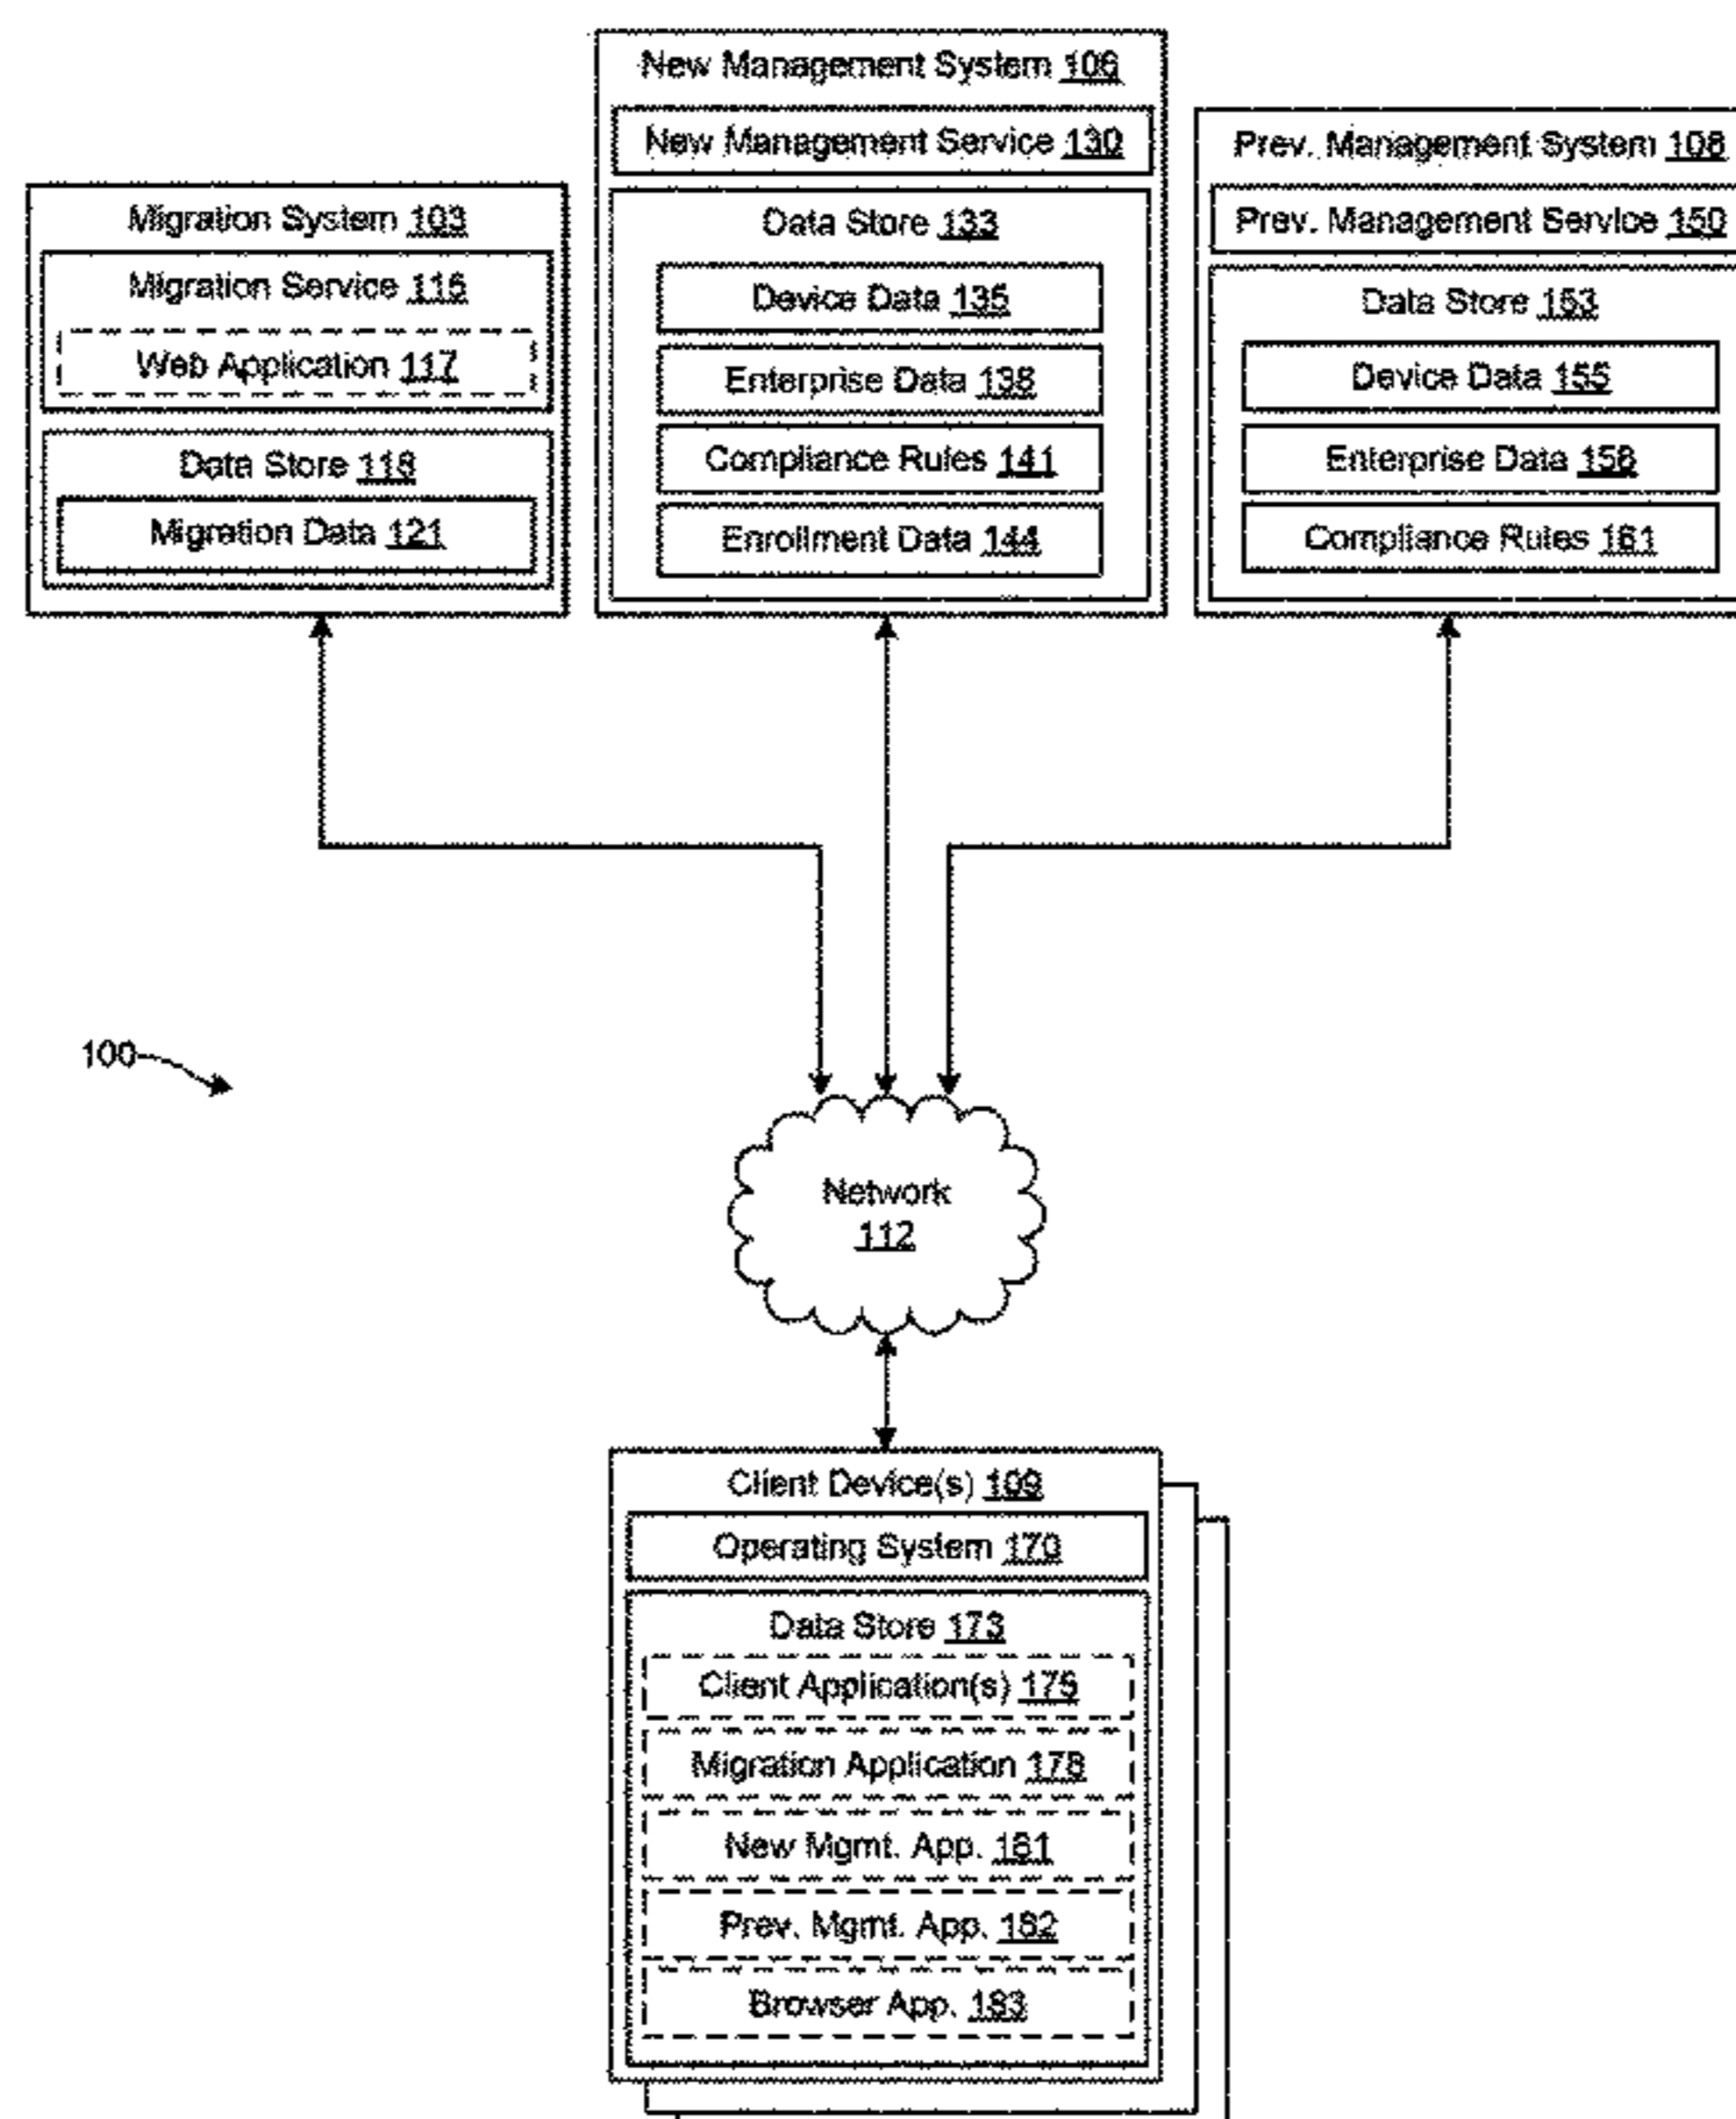 New Management System 106
New Management Service 130
Data Store 133
Device Data 135
Enterprise Data 138
Compliance Rules 141
Enrollment Data 144
Prev. Management System 108
Prev. Management Service 150
Data Store 153
Device Data 155
Enterprise Data 158
Compliance Rules 161
Migration System 103
Migration Service 115
Web Application 117
Data Store 118
Migration Data 121
100
Network
112
Client Device(s) 109
Operating System 170
Data Store 173
Client Application(s) 175
Migration Application 178
New Mgmt. App. 181
Prev. Mgmt. App. 182
Browser App. 183